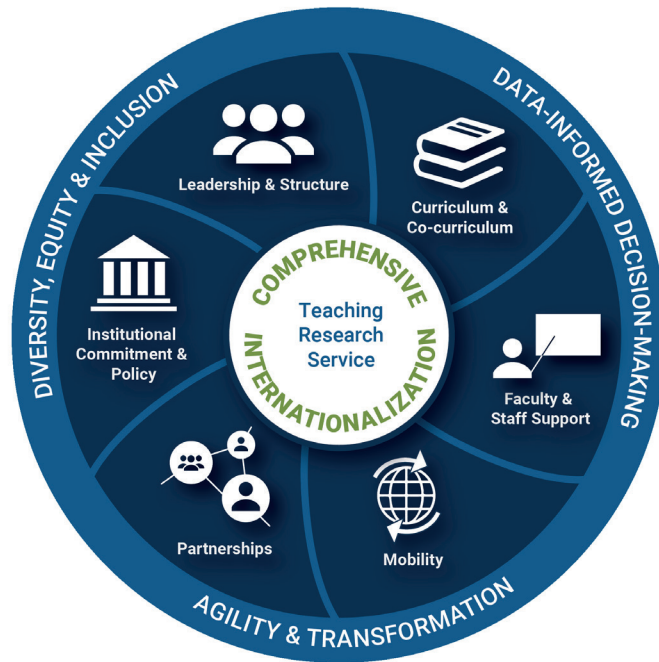 DIVERSITY, EQUITY & INCLUSION
DATA-INFORMED DECISION-MAKING
AGILITY & TRANSFORMATION
Leadership & Structure
Curriculum &
Co-curriculum
Institutional
Commitment &
Policy
COMPREHENSIVE
Teaching
Research
Service
INTERNATIONALIZATION
Faculty &
Staff Support
Partnerships
Mobility